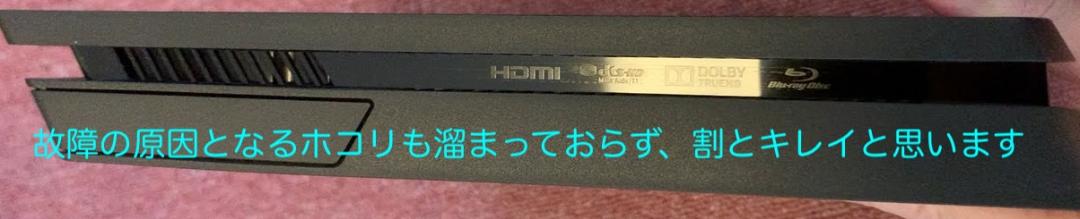 HDMI
DOLBY
TRUEHD
Blu-ray Disc
故障の原因となるホコリも溜まっておらず、割とキレイと思います